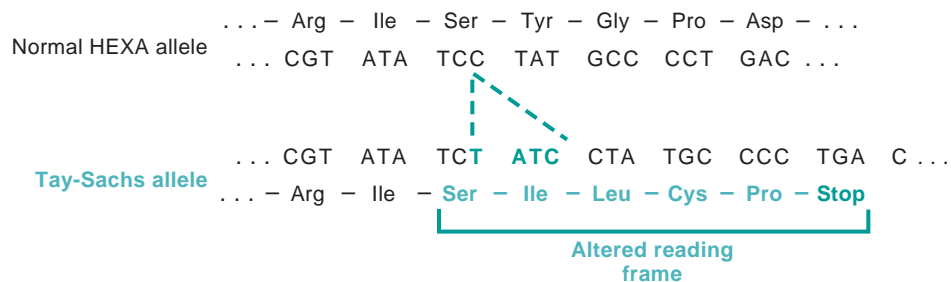 . . . – Arg – Ile – Ser – Tyr – Gly – Pro – Asp – . . .
Normal HEXA allele
. . . CGT ATA TCC TAT GCC CCT GAC . . .
. . . CGT ATA TCT ATC CTA TGC CCC TGA C . . .
Tay-Sachs allele
. . . – Arg – Ile – Ser – Ile – Leu – Cys – Pro – Stop
Altered reading
frame